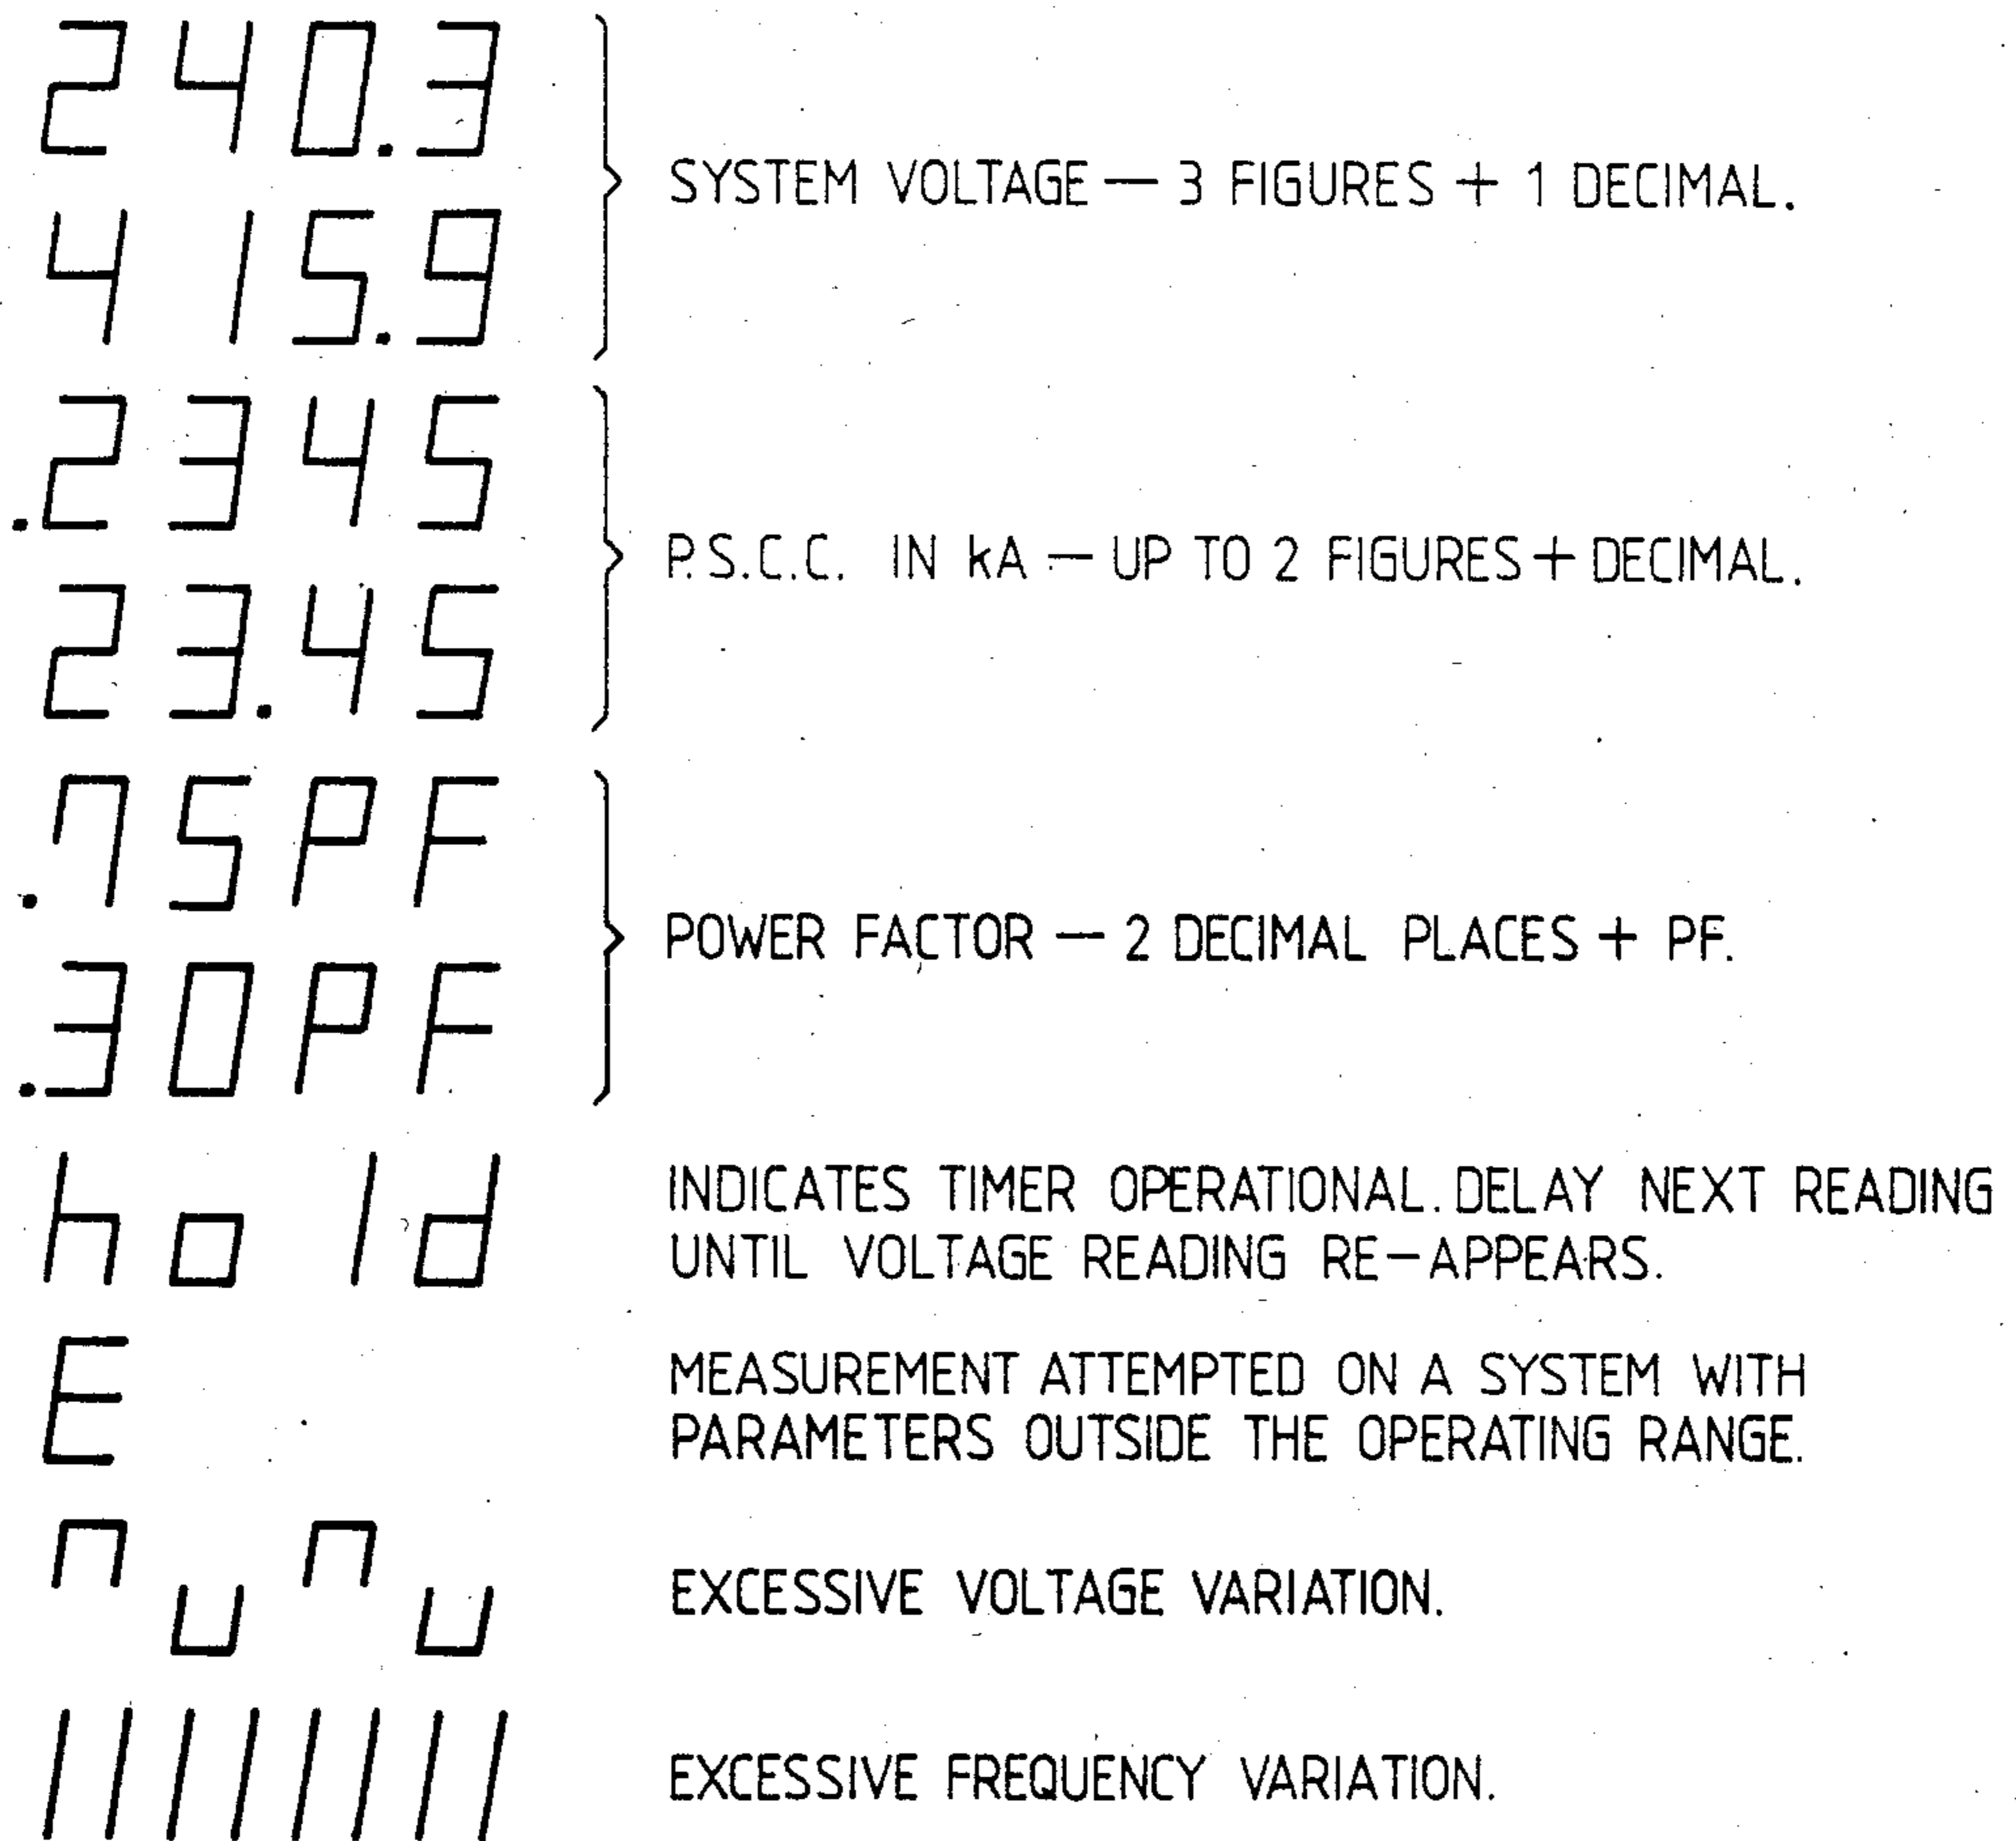 240.3
SYSTEM VOLTAGE — 3 FIGURES + 1 DECIMAL.
415.9
.2345
P.S.C.C. IN kA — UP TO 2 FIGURES + DECIMAL.
23.45
.75PF
POWER FACTOR — 2 DECIMAL PLACES + PF.
.30PF
hold
INDICATES TIMER OPERATIONAL. DELAY NEXT READING
UNTIL VOLTAGE READING RE-APPEARS.
E
MEASUREMENT ATTEMPTED ON A SYSTEM WITH
PARAMETERS OUTSIDE THE OPERATING RANGE.
nunu
EXCESSIVE VOLTAGE VARIATION.
||||||||
EXCESSIVE FREQUENCY VARIATION.